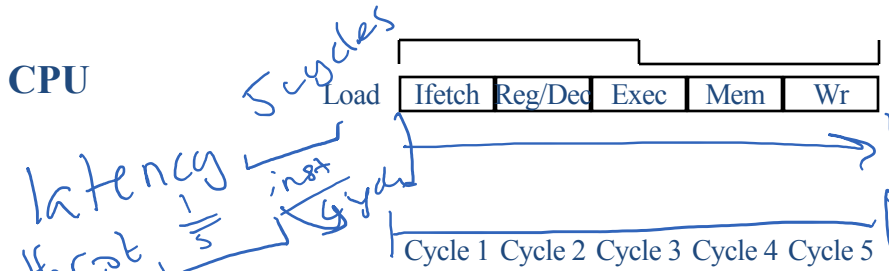 5 cycles
CPU
Load Ifetch Reg/Dec Exec Mem Wr
latency
1/5 inst
Cycle 1 Cycle 2 Cycle 3 Cycle 4 Cycle 5